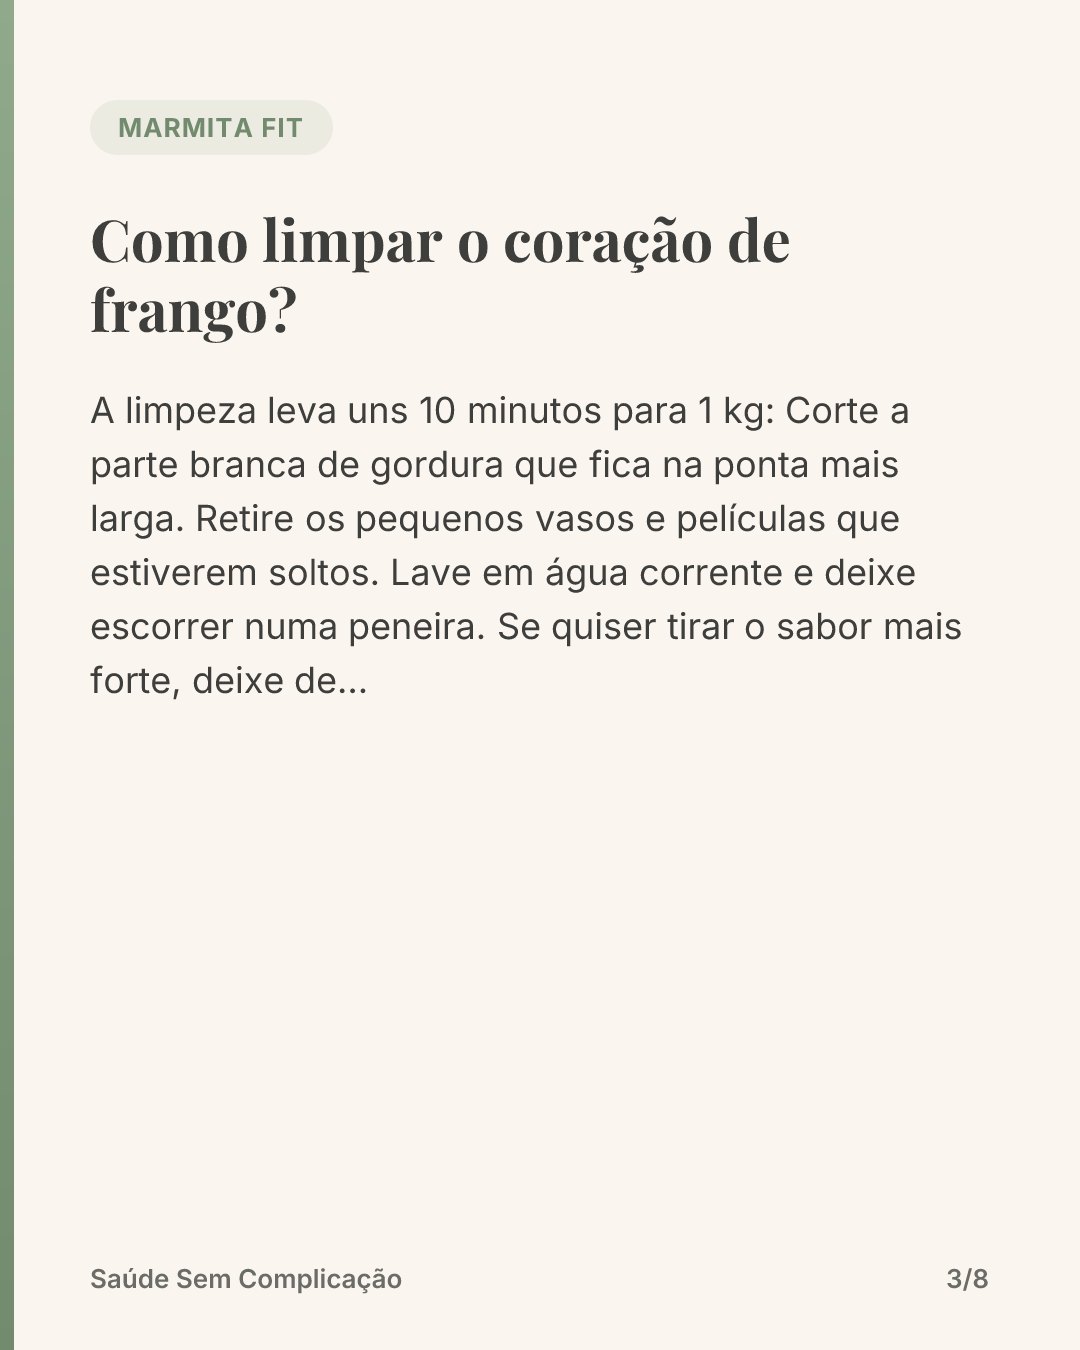 MARMITA FIT
Como limpar o coração de
frango?
A limpeza leva uns 10 minutos para 1 kg: Corte a
parte branca de gordura que fica na ponta mais
larga. Retire os pequenos vasos e películas que
estiverem soltos. Lave em água corrente e deixe
escorrer numa peneira. Se quiser tirar o sabor mais
forte, deixe de...
Saúde Sem Complicação
3/8